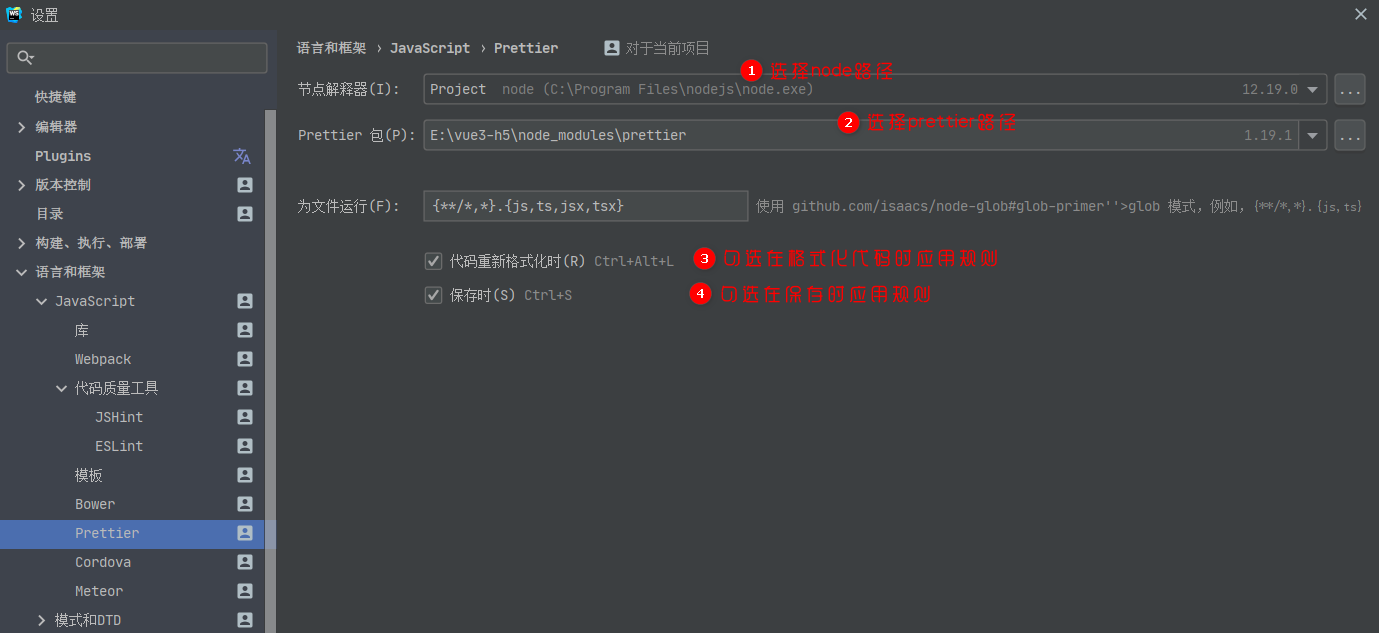 WS 设置
语言和框架 › JavaScript › Prettier 对于当前项目
1 选择node路径
节点解释器(I): Project node (C:\Program Files\nodejs\node.exe) 12.19.0 ...
2 选择prettier路径
Prettier 包(P): E:\vue3-h5\node_modules\prettier 1.19.1 ...
为文件运行(F): {**/*,*}.{js,ts,jsx,tsx} 使用 github.com/isaacs/node-glob#glob-primer''>glob 模式，例如，{**/*,*}.{js,ts}
代码重新格式化时(R) Ctrl+Alt+L 3 勾选在格式化代码时应用规则
保存时(S) Ctrl+S 4 勾选在保存时应用规则
快捷键
编辑器
Plugins
版本控制
目录
构建、执行、部署
语言和框架
JavaScript
库
Webpack
代码质量工具
JSHint
ESLint
模板
Bower
Prettier
Cordova
Meteor
模式和DTD